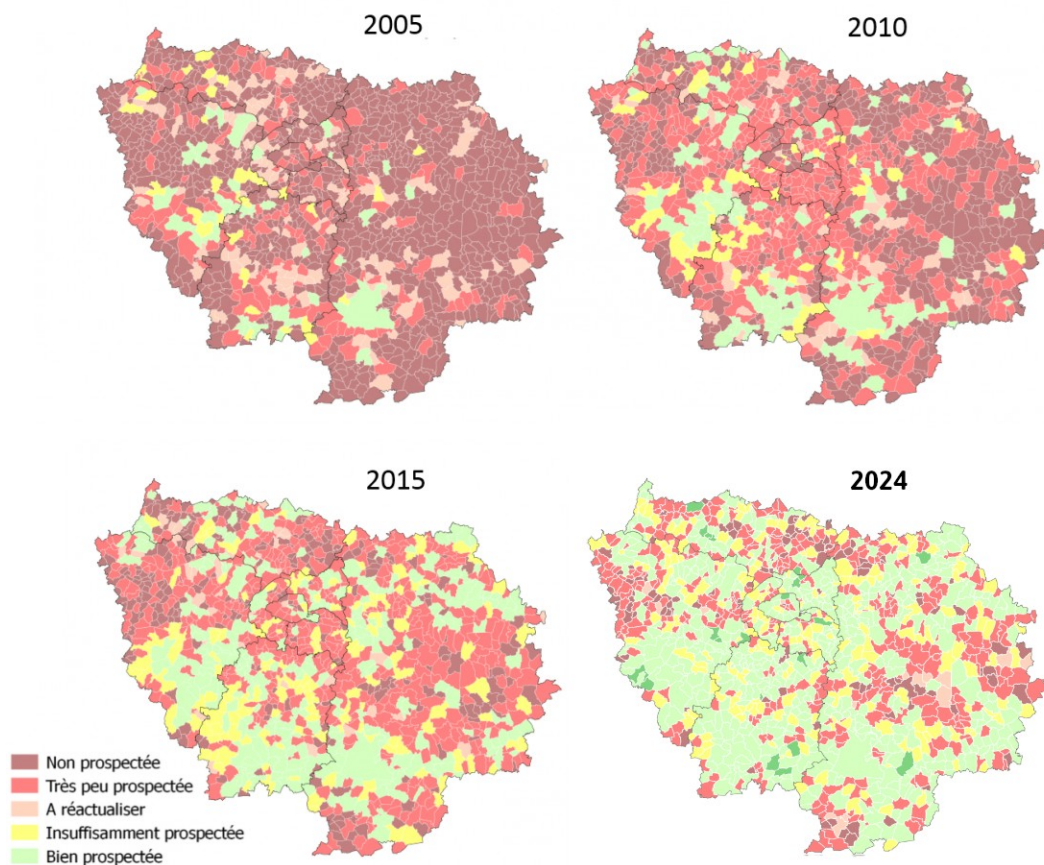 2005
2010
2015
2024
Non prospectée
Très peu prospectée
A réactualiser
Insuffisamment prospectée
Bien prospectée